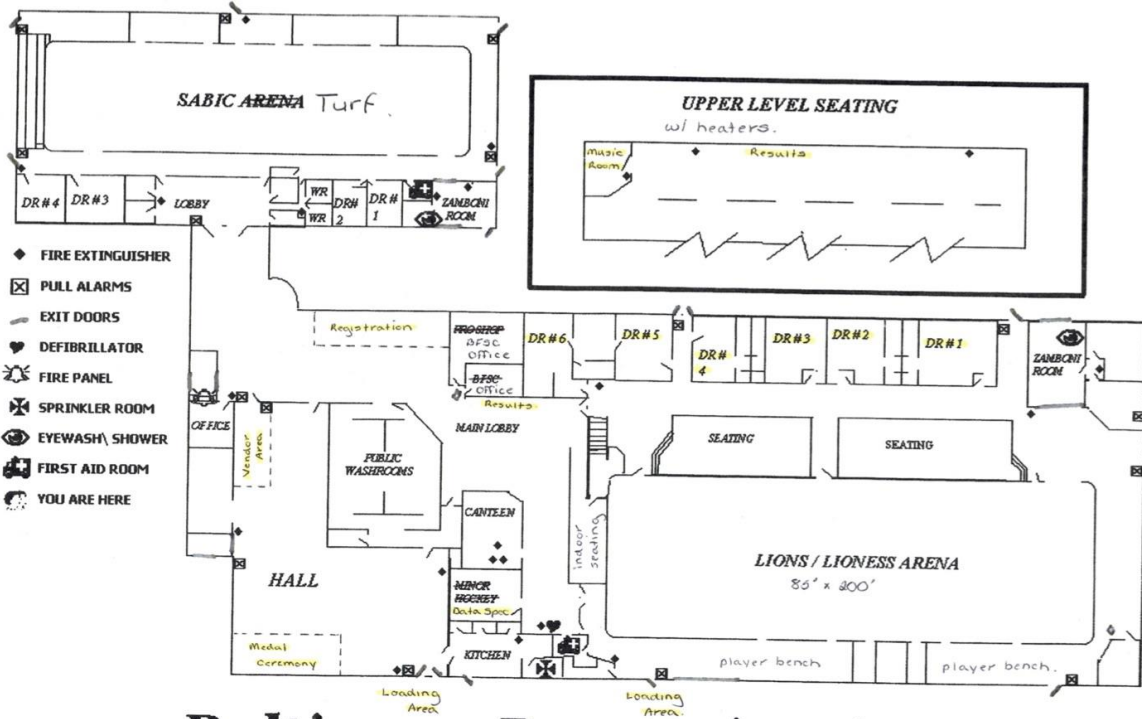 SABIC ARENA Turf.
UPPER LEVEL SEATING
w/ heaters.
Music
Room
Results
DR #4
DR #3
LOBBY
WR
WR
DR#
2
DR#
1
ZAMBONI
ROOM
FIRE EXTINGUISHER
PULL ALARMS
EXIT DOORS
DEFIBRILLATOR
FIRE PANEL
SPRINKLER ROOM
EYEWASH\ SHOWER
FIRST AID ROOM
YOU ARE HERE
Registration
PRO SHOP
BFSC
Office
BFSC
Office
Results
DR #6
DR #5
DR#
4
DR #3
DR #2
DR #1
ZAMBONI
ROOM
OFFICE
Vendor
Area
PUBLIC
WASHROOMS
MAIN LOBBY
SEATING
SEATING
CANTEEN
indoor
seating
LIONS / LIONESS ARENA
85' x 200'
HALL
MINOR
HOCKEY
Data Spec
Medal
Ceremony
KITCHEN
player bench
player bench.
Loading
Area
Loading
Area.